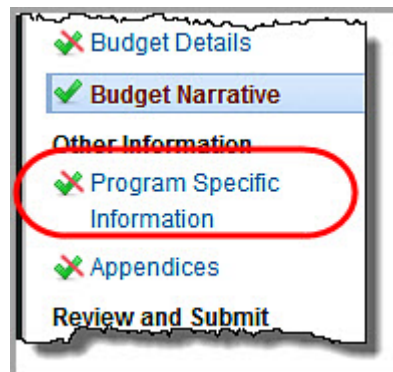 Budget Details
Budget Narrative
Other Information
Program Specific
Information
Appendices
Review and Submit